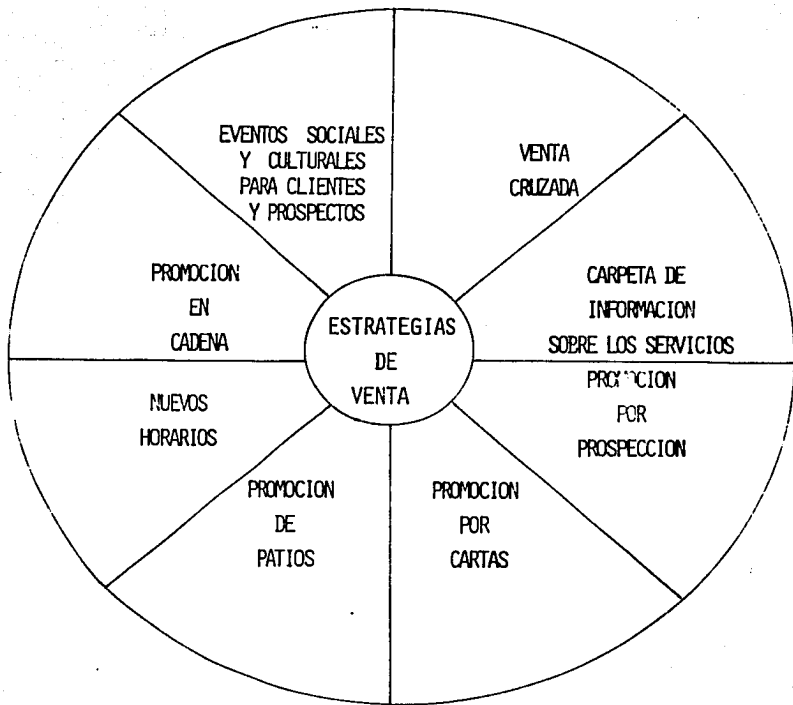 EVENTOS SOCIALES
Y CULTURALES
PARA CLIENTES
Y PROSPECTOS
VENTA
CRUZADA
CARPETA DE
INFORMACION
SOBRE LOS SERVICIOS
PROMOCION
POR
PROSPECCION
PROMOCION
POR
CARTAS
PROMOCION
DE
PATIOS
NUEVOS
HORARIOS
PROMOCION
EN
CADENA
ESTRATEGIAS
DE
VENTA